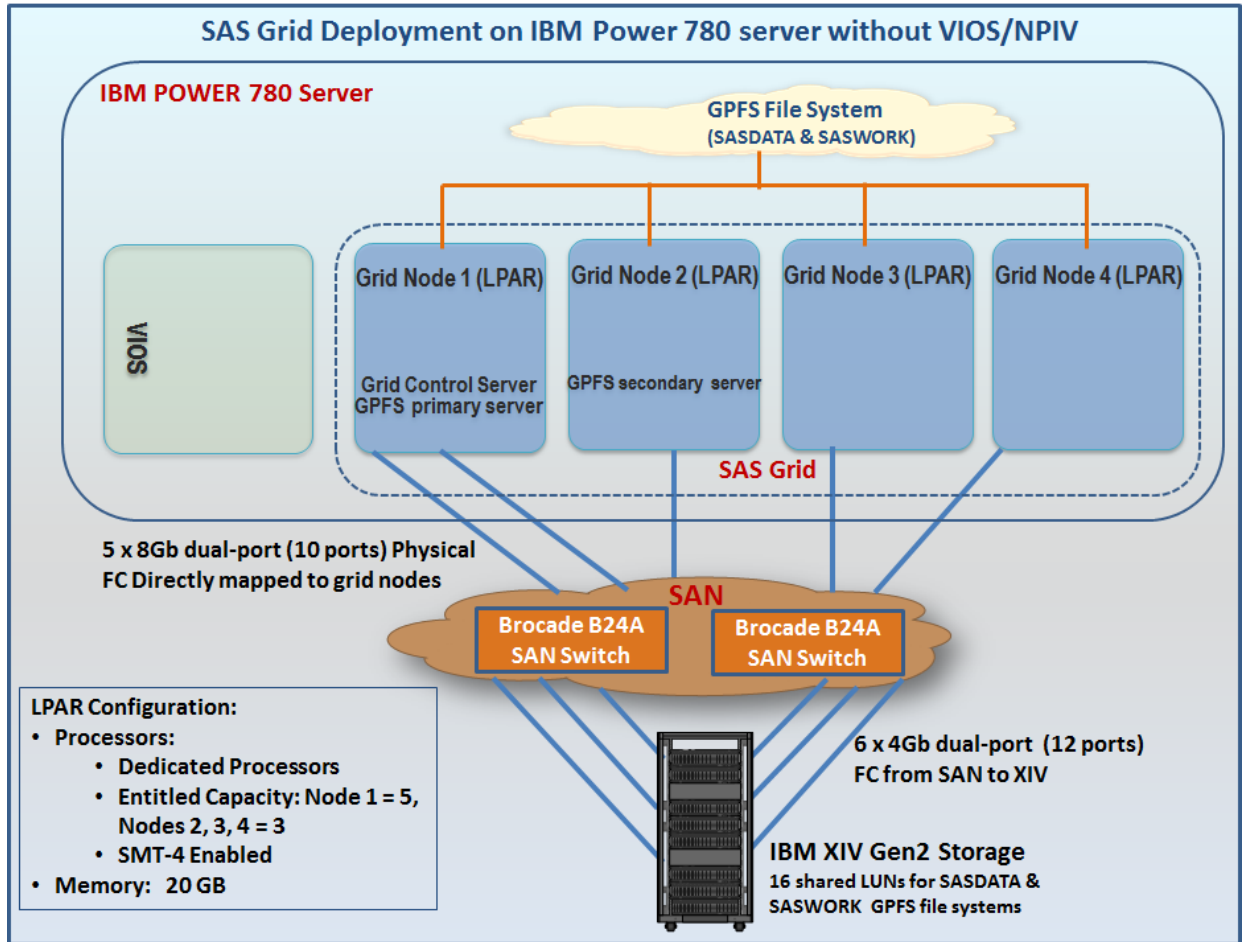 SAS Grid Deployment on IBM Power 780 server without VIOS/NPIV
IBM POWER 780 Server
GPFS File System
(SASDATA & SASWORK)
VIOS
Grid Node 1 (LPAR)
Grid Control Server
GPFS primary server
Grid Node 2 (LPAR)
GPFS secondary server
Grid Node 3 (LPAR)
Grid Node 4 (LPAR)
SAS Grid
5 x 8Gb dual-port (10 ports) Physical
FC Directly mapped to grid nodes
SAN
Brocade B24A
SAN Switch
Brocade B24A
SAN Switch
LPAR Configuration:
• Processors:
• Dedicated Processors
• Entitled Capacity: Node 1 = 5,
Nodes 2, 3, 4 = 3
• SMT-4 Enabled
• Memory: 20 GB
6 x 4Gb dual-port (12 ports)
FC from SAN to XIV
IBM XIV Gen2 Storage
16 shared LUNs for SASDATA &
SASWORK GPFS file systems